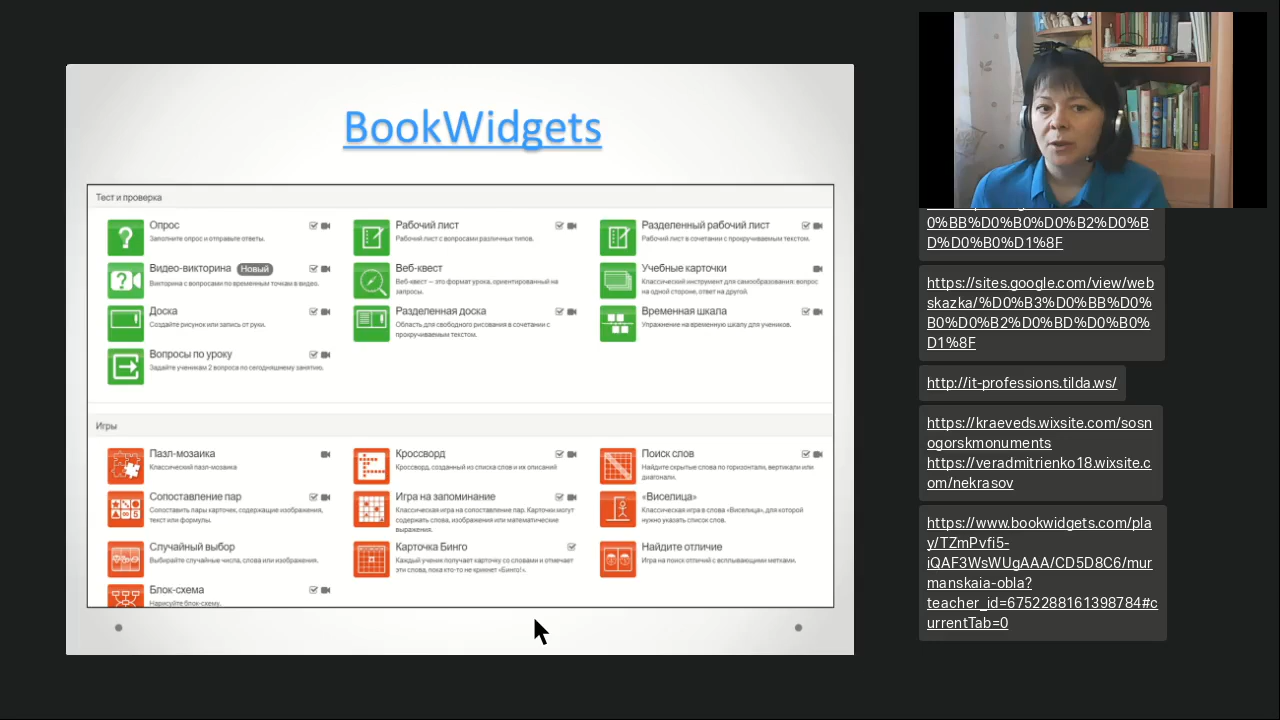 BookWidgets
Тест и проверка
Опрос
Заполните опрос и отправьте ответы.
Рабочий лист
Рабочий лист с вопросами различных типов.
Разделенный рабочий лист
Рабочий лист в сочетании с прокручиваемым текстом.
Видео-викторина Новый
Викторина с вопросами по временным точкам в видео.
Веб-квест
Веб-квест — это формат урока, ориентированный на
запросы.
Учебные карточки
Классический инструмент для самообразования: вопрос
на одной стороне, ответ на другой.
Доска
Создайте рисунок или запись от руки.
Разделенная доска
Область для свободного рисования в сочетании с
прокручиваемым текстом.
Временная шкала
Упражнение на временную шкалу для учеников.
Вопросы по уроку
Задайте ученикам 2 вопроса по сегодняшнему занятию.
Игры
Пазл-мозаика
Классический пазл-мозаика
Кроссворд
Кроссворд, созданный из списка слов и их описаний
Поиск слов
Найдите скрытые слова по горизонтали, вертикали или
диагонали.
Сопоставление пар
Сопоставить пары карточек, содержащие изображения,
текст или формулы.
Игра на запоминание
Классическая игра на сопоставление пар. Карточки могут
содержать слова, изображения или математические
выражения.
«Виселица»
Классическая игра в слова «Виселица», для которой
нужно указать список слов.
Случайный выбор
Выбирайте случайные числа, слова или изображения.
Карточка Бинго
Каждый ученик получает карточку со словами и отмечает
эти слова, пока кто-то не крикнет «Бинго!».
Найдите отличие
Игра на поиск отличий с всплывающими метками.
Блок-схема
Нарисуйте блок-схему.
0%BB%D0%B0%D0%B2%D0%B
D%D0%B0%D1%8F
https://sites.google.com/view/web
skazka/%D0%B3%D0%BB%D0%
B0%D0%B2%D0%BD%D0%B0%
D1%8F
http://it-professions.tilda.ws/
https://kraeveds.wixsite.com/sosn
ogorskmonuments
https://veradmitrienko18.wixsite.c
om/nekrasov
https://www.bookwidgets.com/pla
y/TZmPvfi5-
iQAF3WsWUgAAA/CD5D8C6/mur
manskaia-obla?
teacher_id=6752288161398784#c
urrentTab=0